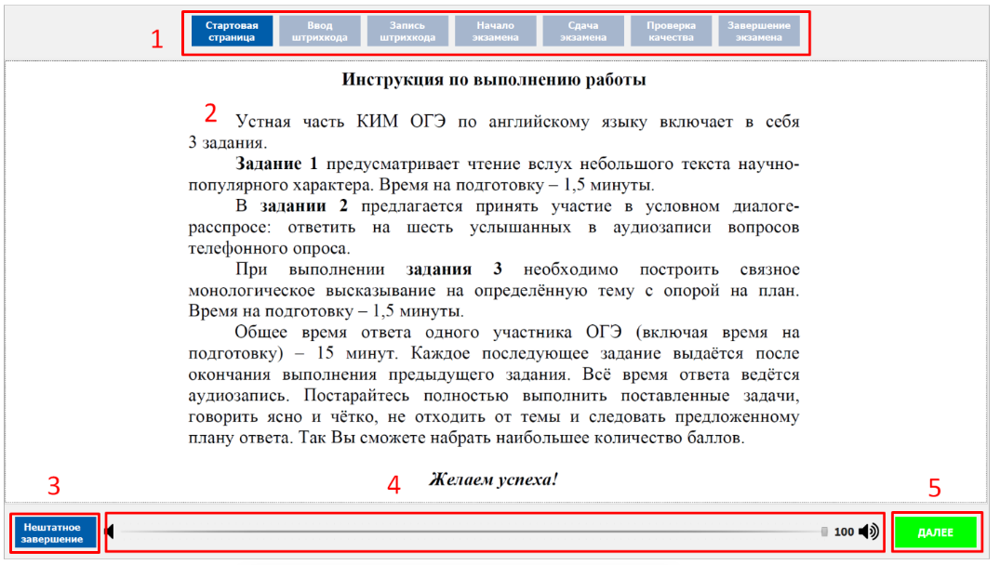 1
Стартовая страница
Ввод штрихкода
Запись штрихкода
Начало экзамена
Сдача экзамена
Проверка качества
Завершение экзамена
Инструкция по выполнению работы
2
Устная часть КИМ ОГЭ по английскому языку включает в себя
3 задания.
Задание 1 предусматривает чтение вслух небольшого текста научно-
популярного характера. Время на подготовку – 1,5 минуты.
В задании 2 предлагается принять участие в условном диалоге-
расспросе: ответить на шесть услышанных в аудиозаписи вопросов
телефонного опроса.
При выполнении задания 3 необходимо построить связное
монологическое высказывание на определённую тему с опорой на план.
Время на подготовку – 1,5 минуты.
Общее время ответа одного участника ОГЭ (включая время на
подготовку) – 15 минут. Каждое последующее задание выдаётся после
окончания выполнения предыдущего задания. Всё время ответа ведётся
аудиозапись. Постарайтесь полностью выполнить поставленные задачи,
говорить ясно и чётко, не отходить от темы и следовать предложенному
плану ответа. Так Вы сможете набрать наибольшее количество баллов.
Желаем успеха!
3
4
5
Нештатное завершение
100
ДАЛЕЕ